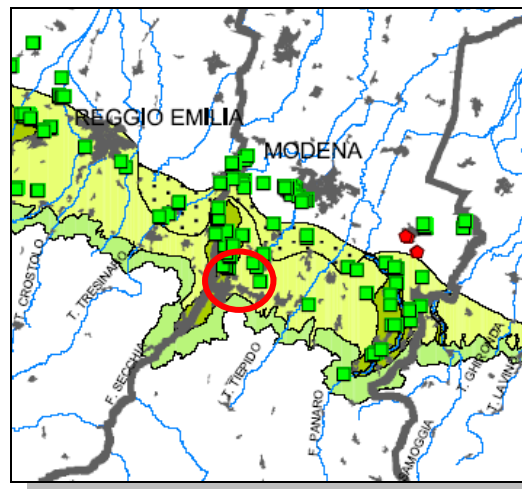 REGGIO EMILIA
MODENA
T. CROSTOLO
T. TRESINARO
F. SECCHIA
T. TIEPIDO
F. PANARO
SAMOGGIA
T. GHIRONDA
T. LAVINO